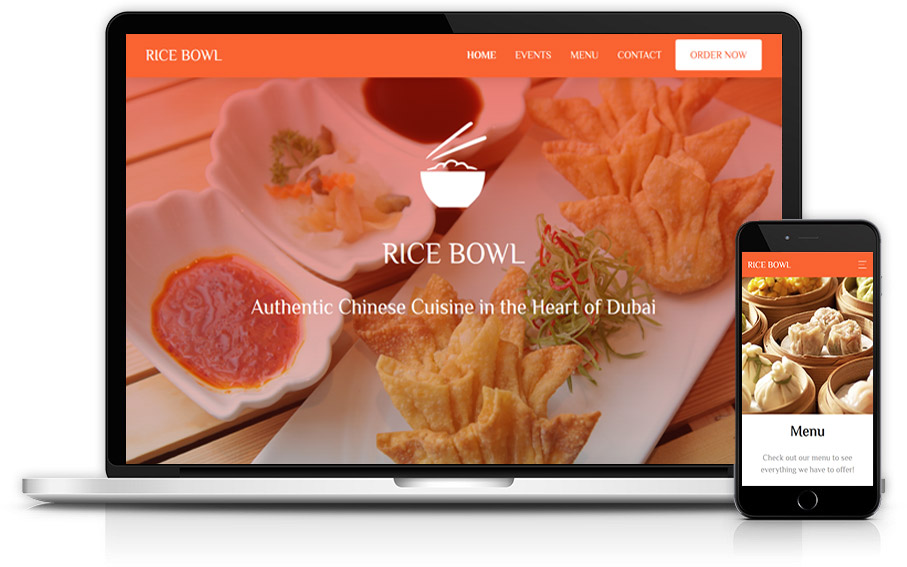 RICE BOWL
HOME EVENTS MENU CONTACT ORDER NOW
RICE BOWL
Authentic Chinese Cuisine in the Heart of Dubai
RICE BOWL
Menu
Check out our menu to see
everything we have to offer!